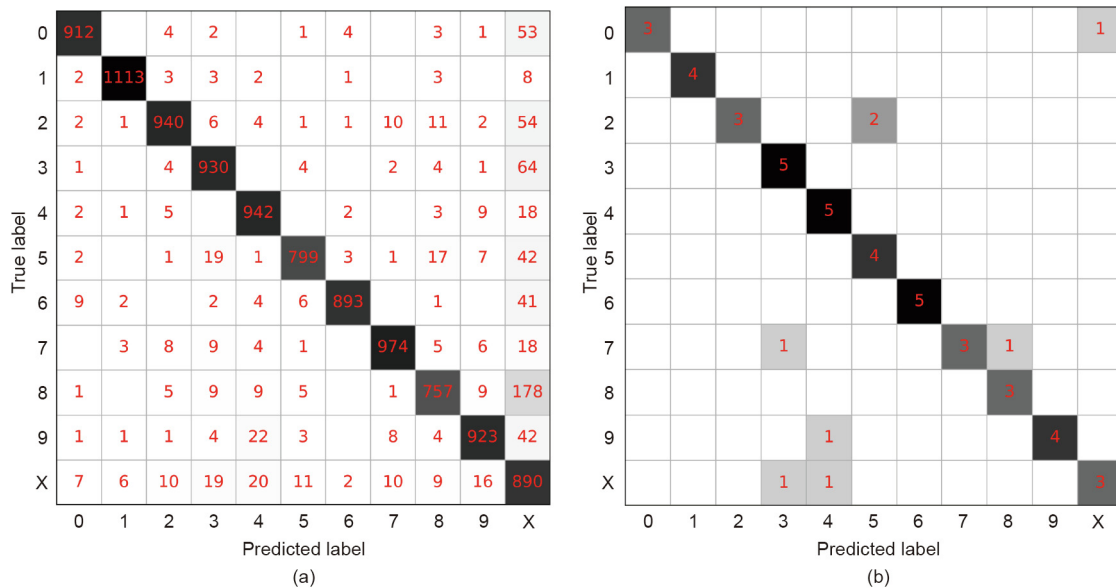 0 912 4 2 1 4 3 1 53
1 2 1113 3 3 2 1 3 8
2 2 1 940 6 4 1 1 10 11 2 54
3 1 4 930 4 2 4 1 64
4 2 1 5 942 2 3 9 18
5 2 1 19 1 799 3 1 17 7 42
6 9 2 2 4 6 893 1 41
7 3 8 9 4 1 974 5 6 18
8 1 5 9 9 5 1 757 9 178
9 1 1 1 4 22 3 8 4 923 42
X 7 6 10 19 20 11 2 10 9 16 890
0 1 2 3 4 5 6 7 8 9 X
True label
Predicted label
(a)
0 3 1
1 4
2 3 2
3 5
4 5
5 4
6 5
7 1 3 1
8 3
9 1 4
X 1 1 3
0 1 2 3 4 5 6 7 8 9 X
True label
Predicted label
(b)